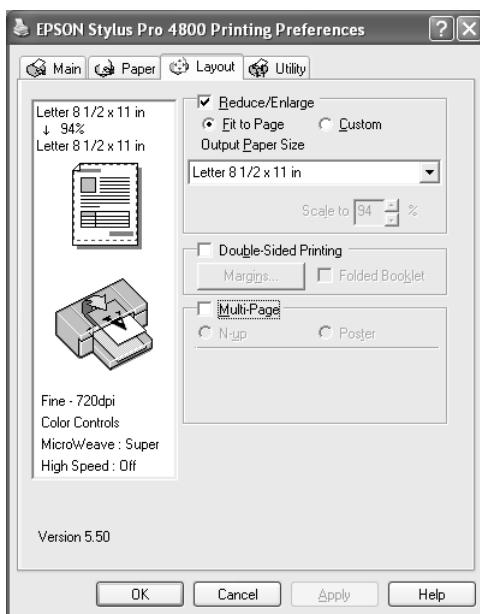 EPSON Stylus Pro 4800 Printing Preferences
Main Paper Layout Utility
Letter 8 1/2 x 11 in
↓ 94%
Letter 8 1/2 x 11 in
Fine - 720dpi
Color Controls
MicroWeave : Super
High Speed : Off
Version 5.50
Reduce/Enlarge
Fit to Page Custom
Output Paper Size
Letter 8 1/2 x 11 in
Scale to 94 %
Double-Sided Printing
Margins... Folded Booklet
Multi-Page
N-up Poster
OK Cancel Apply Help